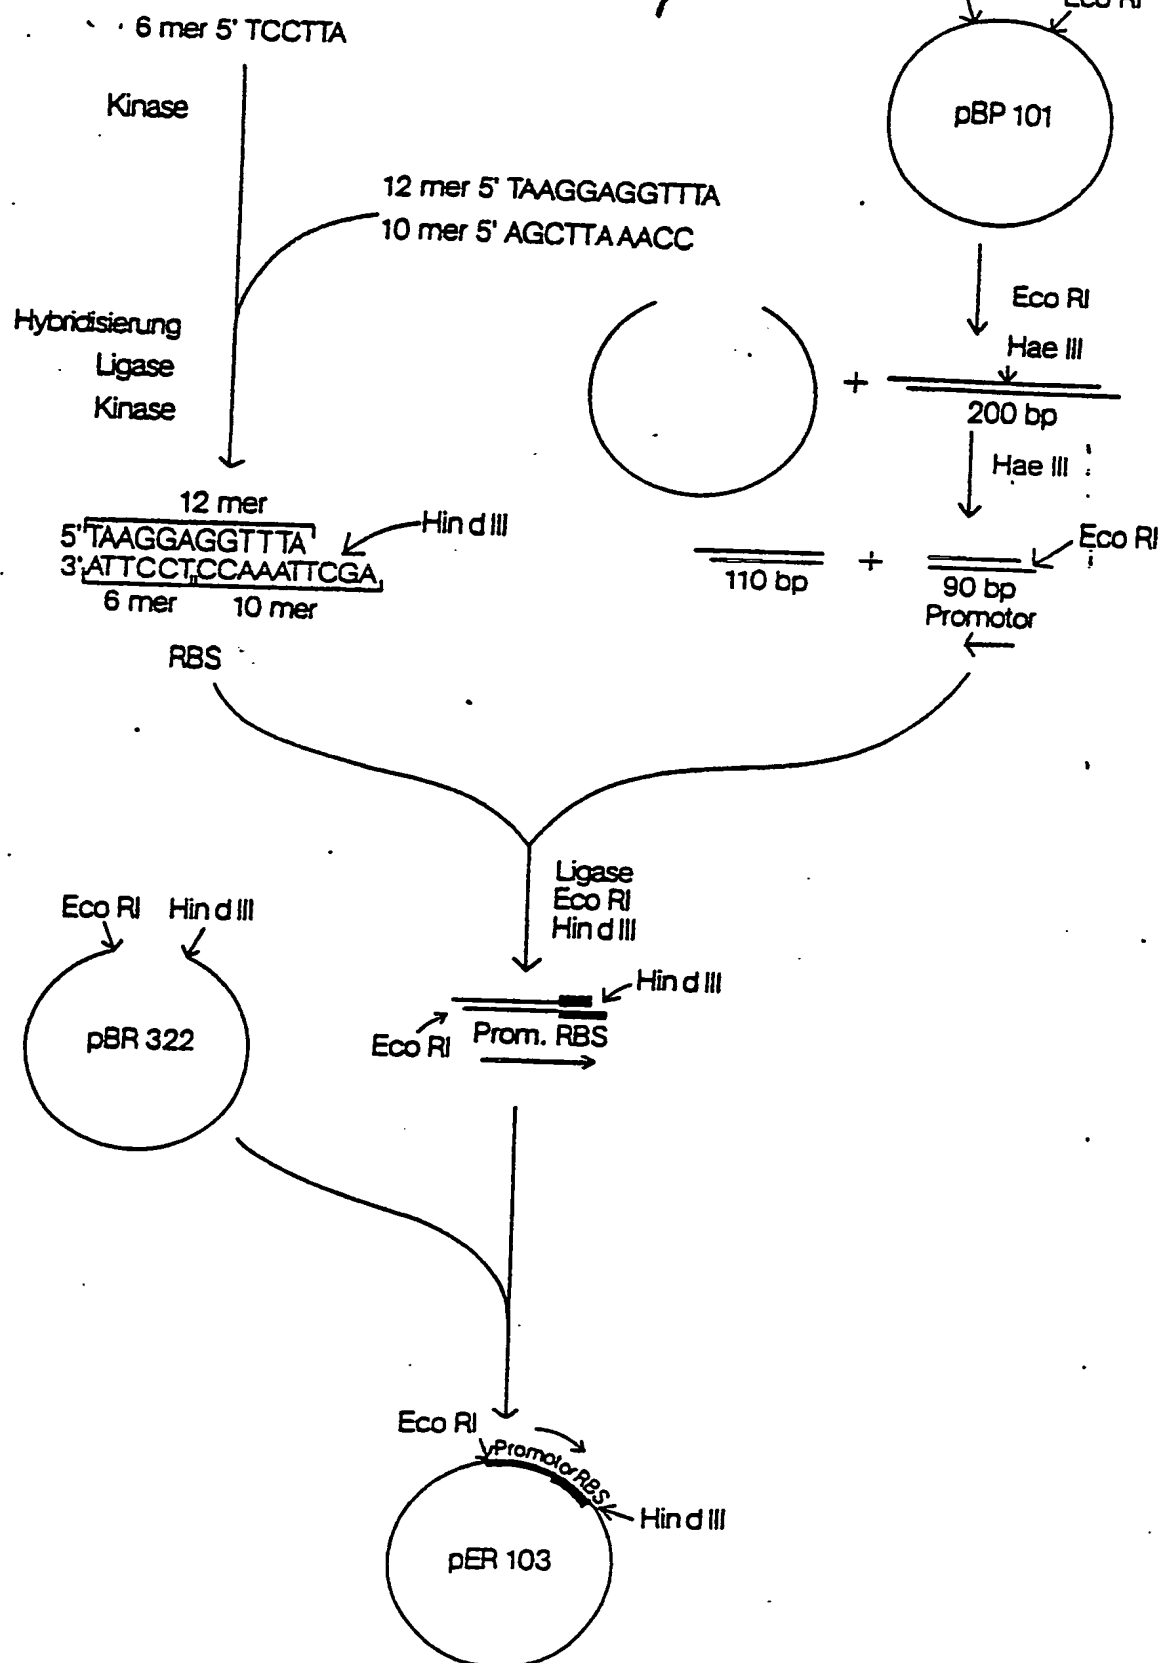 6 mer 5' TCCTTA
Kinase
12 mer 5' TAAGGAGGTTTA
10 mer 5' AGCTTAAACC
Hybridisierung
Ligase
Kinase
12 mer
Hin d III
5' TAAGGAGGTTTA
3' ATTCCTCCAAATTCGA
6 mer 10 mer
RBS
Eco RI
pBP 101
Eco RI
Hae III
+
200 bp
Hae III
Eco RI
110 bp + 90 bp
Promotor
Ligase
Eco RI
Hin d III
Eco RI Hin d III
pBR 322
Hin d III
Eco RI Prom. RBS
Eco RI
Promotor RBS
Hin d III
pER 103